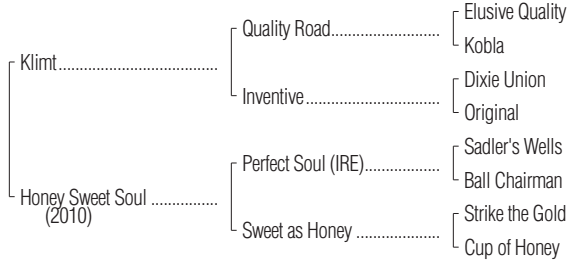 Elusive Quality
Quality Road
Kobla
Klimt
Dixie Union
Inventive
Original
Sadler's Wells
Perfect Soul (IRE)
Ball Chairman
Honey Sweet Soul
(2010)
Strike the Gold
Sweet as Honey
Cup of Honey